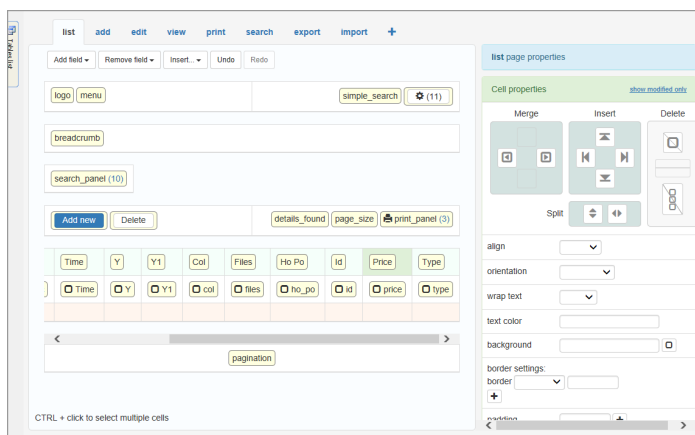 Tables list
list add edit view print search export import +
Add field Remove field Insert... Undo Redo
logo menu simple_search (11)
breadcrumb
search_panel (10)
Add new Delete details_found page_size print_panel (3)
Time Y Y1 Col Files Ho Po Id Price Type
Time Y Y1 col files ho_po id price type
pagination
CTRL + click to select multiple cells
list page properties
Cell properties show modified only
Merge Insert Delete
Split
align
orientation
wrap text
text color
background
border settings:
border
+
padding +